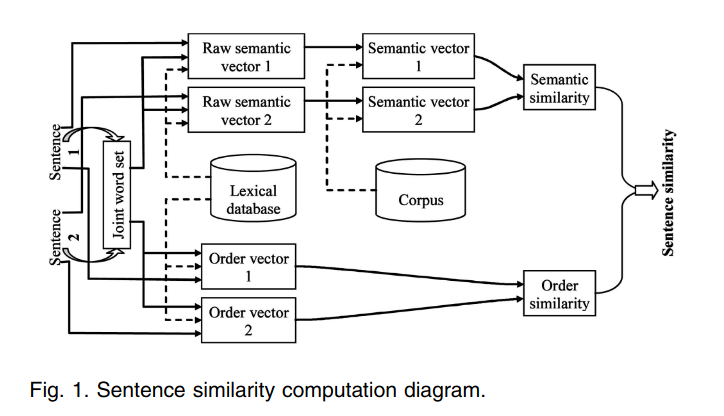 Sentence
1
Sentence
2
Joint word set
Raw semantic
vector 1
Raw semantic
vector 2
Semantic vector
1
Semantic vector
2
Semantic
similarity
Lexical
database
Corpus
Order vector
1
Order vector
2
Order
similarity
Sentence similarity
Fig. 1. Sentence similarity computation diagram.